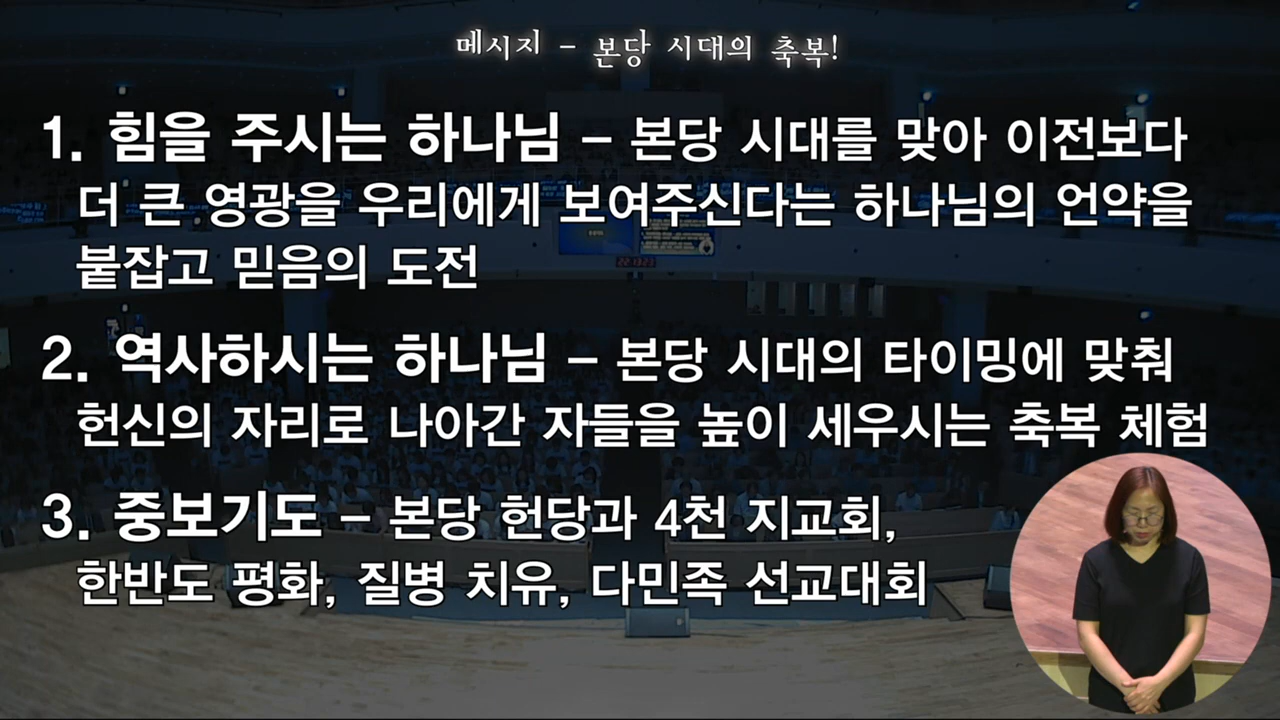 메시지 - 본당 시대의 축복!
1. 힘을 주시는 하나님 - 본당 시대를 맞아 이전보다
더 큰 영광을 우리에게 보여주신다는 하나님의 언약을
붙잡고 믿음의 도전
2. 역사하시는 하나님 - 본당 시대의 타이밍에 맞춰
헌신의 자리로 나아간 자들을 높이 세우시는 축복 체험
3. 중보기도 - 본당 헌당과 4천 지교회,
한반도 평화, 질병 치유, 다민족 선교대회